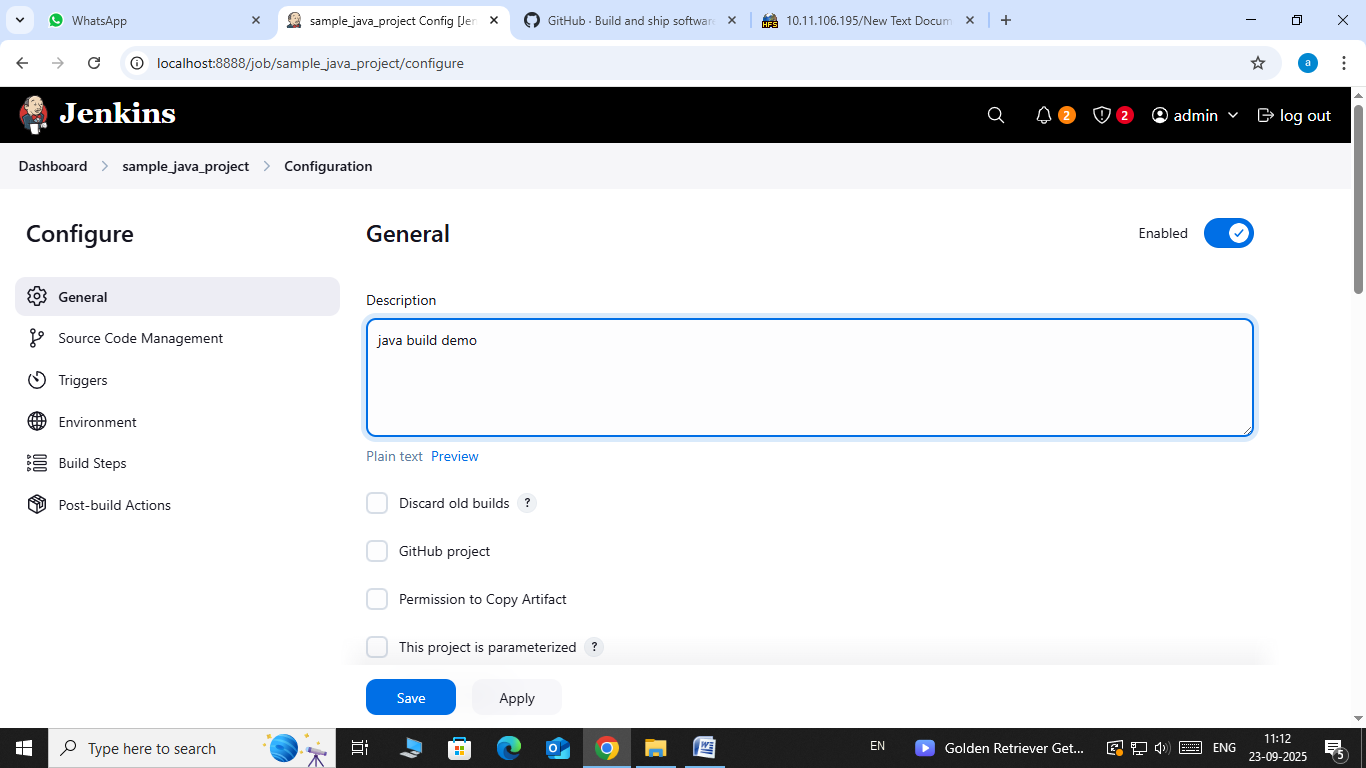 WhatsApp
sample_java_project Config [Jen
GitHub · Build and ship software
10.11.106.195/New Text Docum
localhost:8888/job/sample_java_project/configure
a
Jenkins
2
2
admin
log out
Dashboard
sample_java_project
Configuration
Configure
General
Source Code Management
Triggers
Environment
Build Steps
Post-build Actions
General
Enabled
Description
java build demo
Plain text Preview
Discard old builds ?
GitHub project
Permission to Copy Artifact
This project is parameterized ?
Save
Apply
Type here to search
EN
Golden Retriever Get...
ENG
11:12
23-09-2025
5